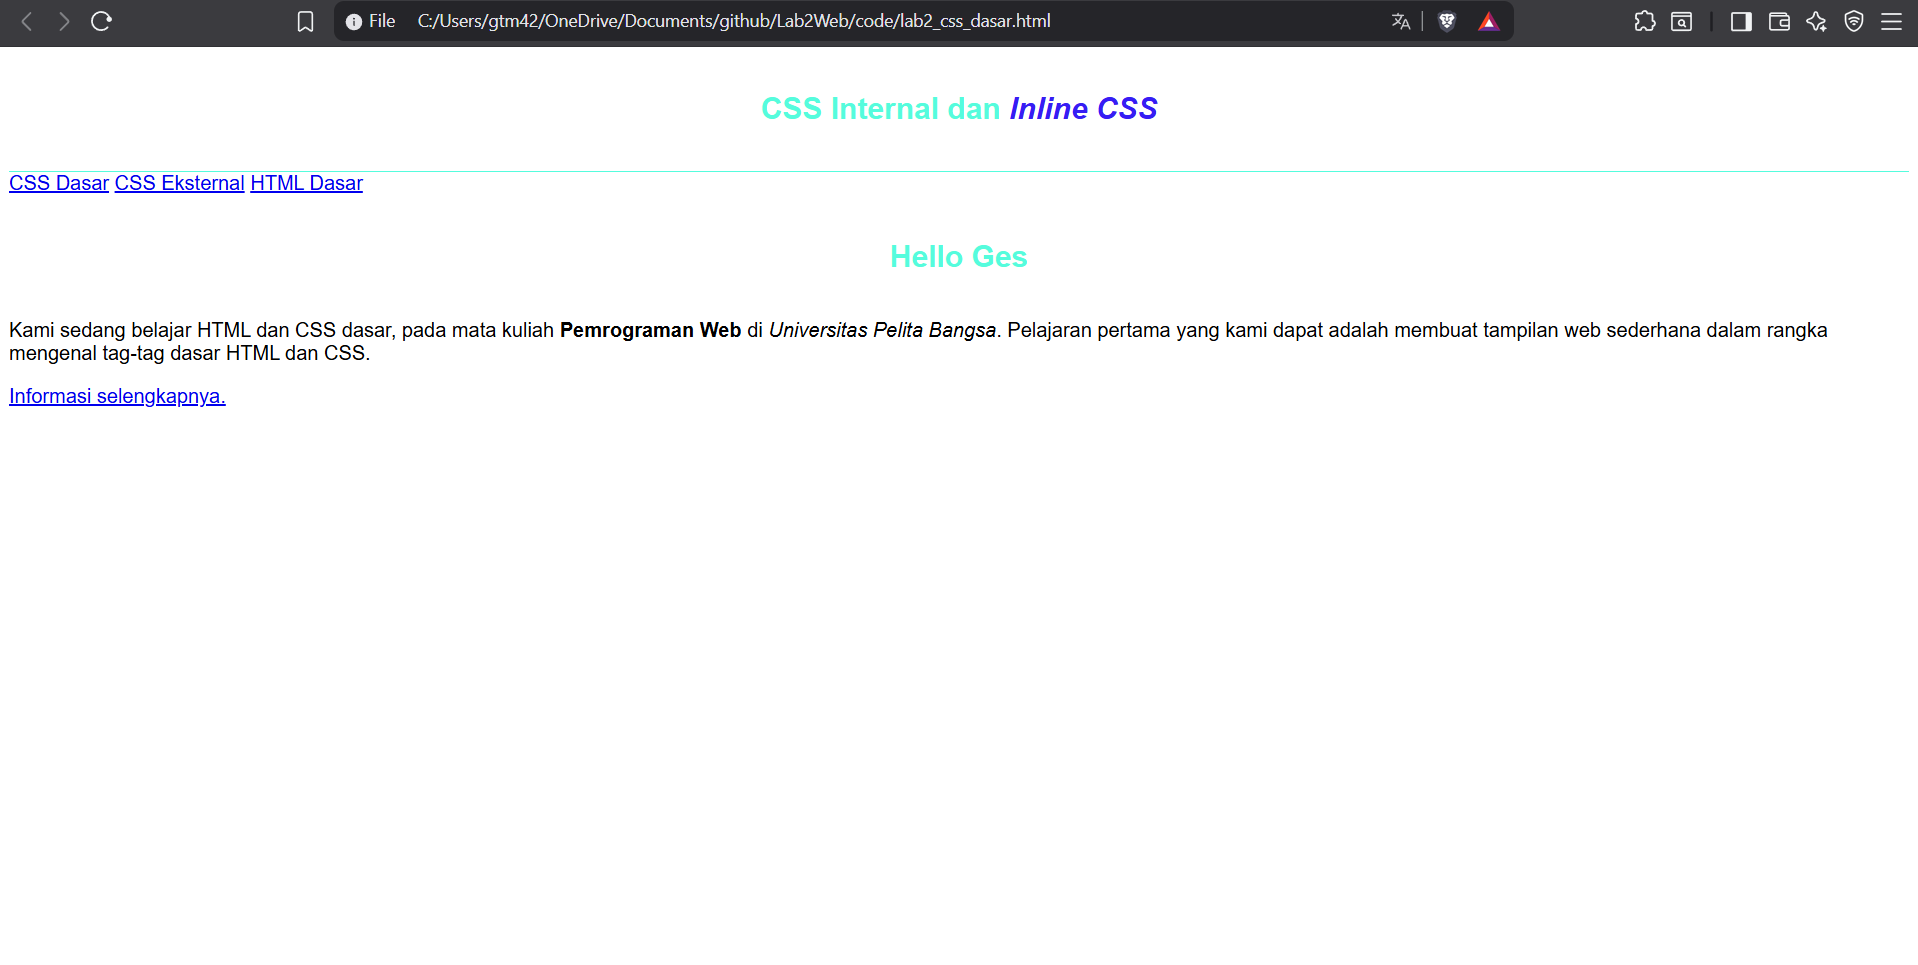 File C:/Users/gtm42/OneDrive/Documents/github/Lab2Web/code/lab2_css_dasar.html
CSS Internal dan Inline CSS
CSS Dasar CSS Eksternal HTML Dasar
Hello Ges
Kami sedang belajar HTML dan CSS dasar, pada mata kuliah Pemrograman Web di Universitas Pelita Bangsa. Pelajaran pertama yang kami dapat adalah membuat tampilan web sederhana dalam rangka
mengenal tag-tag dasar HTML dan CSS.
Informasi selengkapnya.